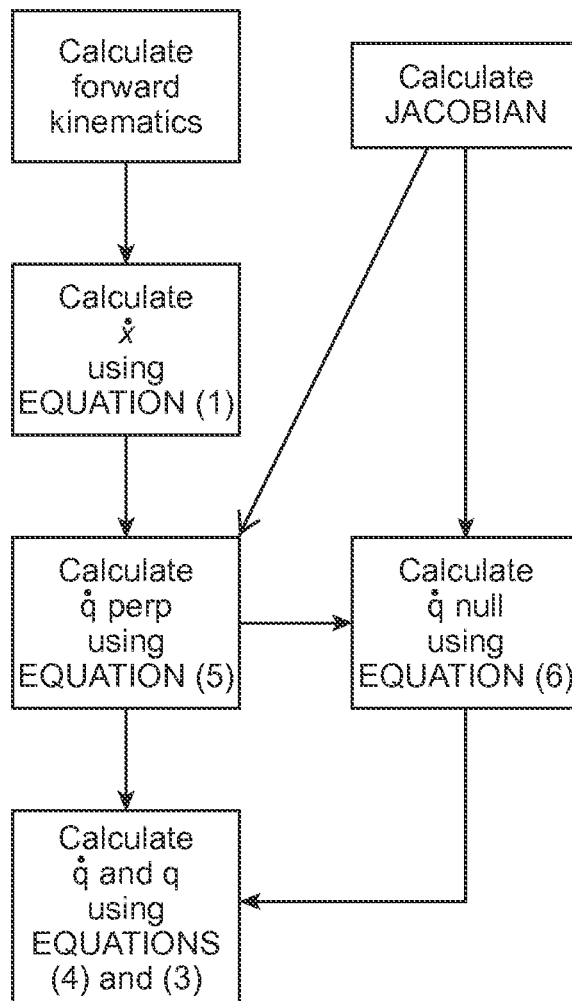 Calculate
forward
kinematics
Calculate
JACOBIAN
Calculate
ẋ
using
EQUATION (1)
Calculate
q̇ perp
using
EQUATION (5)
Calculate
q̇ null
using
EQUATION (6)
Calculate
q̇ and q
using
EQUATIONS
(4) and (3)